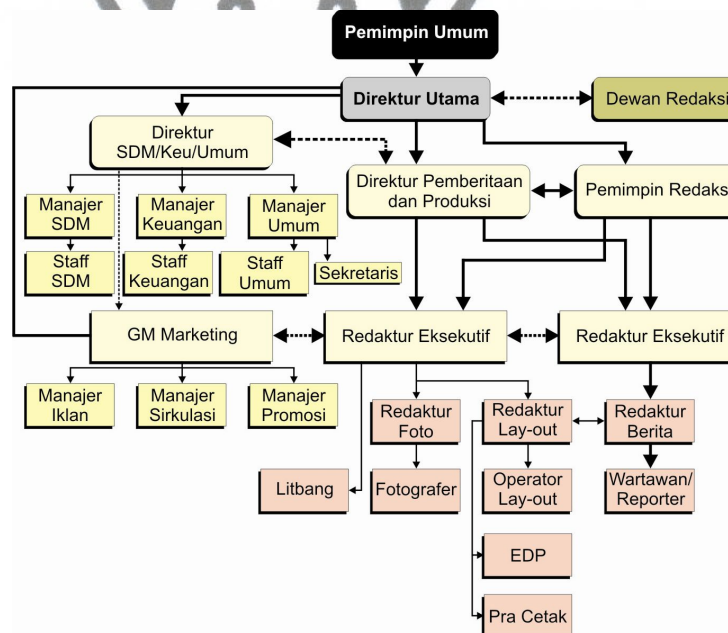 Pemimpin Umum
Direktur Utama
Dewan Redaksi
Direktur
SDM/Keu/Umum
Direktur Pemberitaan
dan Produksi
Pemimpin Redaks
Manajer
SDM
Manajer
Keuangan
Manajer
Umum
Staff
SDM
Staff
Keuangan
Staff
Umum
Sekretaris
GM Marketing
Redaktur Eksekutif
Redaktur Eksekutif
Manajer
Iklan
Manajer
Sirkulasi
Manajer
Promosi
Redaktur
Foto
Redaktur
Lay-out
Redaktur
Berita
Litbang
Fotografer
Operator
Lay-out
Wartawan/
Reporter
EDP
Pra Cetak